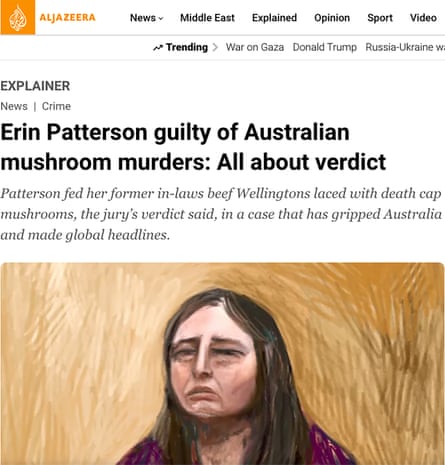 ALJAZEERA
News Middle East Explained Opinion Sport Video
Trending War on Gaza Donald Trump Russia-Ukraine
EXPLAINER
News | Crime
Erin Patterson guilty of Australian
mushroom murders: All about verdict
Patterson fed her former in-laws beef Wellingtons laced with death cap
mushrooms, the jury’s verdict said, in a case that has gripped Australia
and made global headlines.